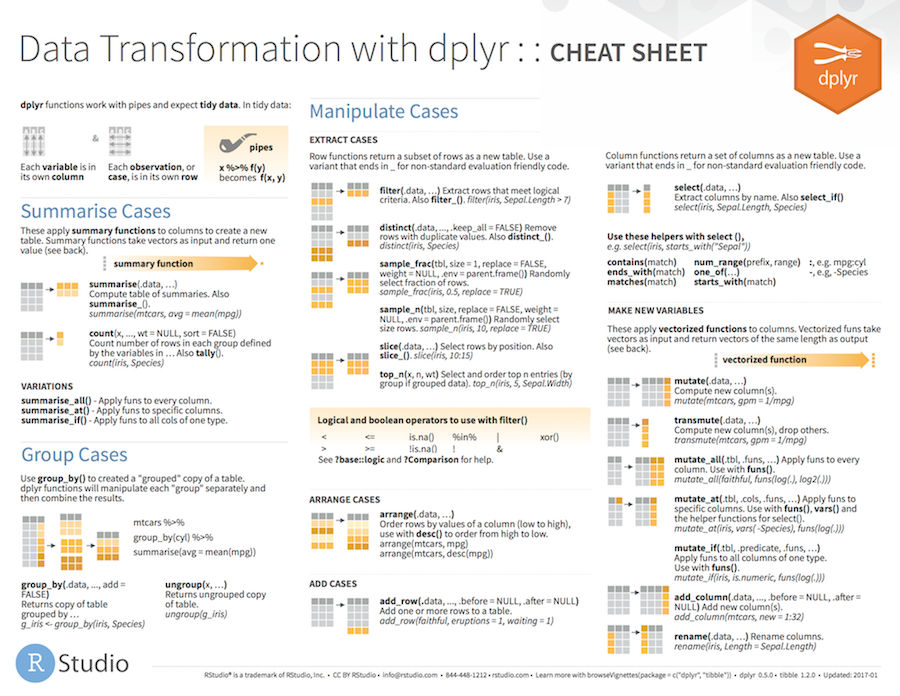 Data Transformation with dplyr : : CHEAT SHEET
dplyr
dplyr functions work with pipes and expect tidy data. In tidy data:
&
pipes
Each variable is in
its own column
Each observation, or
case, is in its own row
x %>% f(y)
becomes f(x, y)
Summarise Cases
These apply summary functions to columns to create a new
table. Summary functions take vectors as input and return one
value (see back).
summary function
summarise(.data, …)
Compute table of summaries. Also
summarise_().
summarise(mtcars, avg = mean(mpg))
count(x, ..., wt = NULL, sort = FALSE)
Count number of rows in each group defined
by the variables in … Also tally().
count(iris, Species)
VARIATIONS
summarise_all() - Apply funs to every column.
summarise_at() - Apply funs to specific columns.
summarise_if() - Apply funs to all cols of one type.
Group Cases
Use group_by() to created a "grouped" copy of a table.
dplyr functions will manipulate each "group" separately and
then combine the results.
mtcars %>%
group_by(cyl) %>%
summarise(avg = mean(mpg))
group_by(.data, ..., add =
FALSE)
Returns copy of table
grouped by …
g_iris <- group_by(iris, Species)
ungroup(x, …)
Returns ungrouped copy
of table.
ungroup(g_iris)
Manipulate Cases
EXTRACT CASES
Row functions return a subset of rows as a new table. Use a
variant that ends in _ for non-standard evaluation friendly code.
filter(.data, …) Extract rows that meet logical
criteria. Also filter_(). filter(iris, Sepal.Length > 7)
distinct(.data, ..., .keep_all = FALSE) Remove
rows with duplicate values. Also distinct_().
distinct(iris, Species)
sample_frac(tbl, size = 1, replace = FALSE,
weight = NULL, .env = parent.frame()) Randomly
select fraction of rows.
sample_frac(iris, 0.5, replace = TRUE)
sample_n(tbl, size, replace = FALSE, weight =
NULL, .env = parent.frame()) Randomly select
size rows. sample_n(iris, 10, replace = TRUE)
slice(.data, …) Select rows by position. Also
slice_(). slice(iris, 10:15)
top_n(x, n, wt) Select and order top n entries (by
group if grouped data). top_n(iris, 5, Sepal.Width)
Logical and boolean operators to use with filter()
< <= is.na() %in% | xor()
> >= !is.na() ! &
See ?base::logic and ?Comparison for help.
ARRANGE CASES
arrange(.data, …)
Order rows by values of a column (low to high),
use with desc() to order from high to low.
arrange(mtcars, mpg)
arrange(mtcars, desc(mpg))
ADD CASES
add_row(.data, ..., .before = NULL, .after = NULL)
Add one or more rows to a table.
add_row(faithful, eruptions = 1, waiting = 1)
Column functions return a set of columns as a new table. Use a
variant that ends in _ for non-standard evaluation friendly code.
select(.data, …)
Extract columns by name. Also select_if()
select(iris, Sepal.Length, Species)
Use these helpers with select (),
e.g. select(iris, starts_with("Sepal"))
contains(match) num_range(prefix, range) :, e.g. mpg:cyl
ends_with(match) one_of(…) -, e.g, -Species
matches(match) starts_with(match)
MAKE NEW VARIABLES
These apply vectorized functions to columns. Vectorized funs take
vectors as input and return vectors of the same length as output
(see back).
vectorized function
mutate(.data, …)
Compute new column(s).
mutate(mtcars, gpm = 1/mpg)
transmute(.data, …)
Compute new column(s), drop others.
transmute(mtcars, gpm = 1/mpg)
mutate_all(.tbl, .funs, …) Apply funs to every
column. Use with funs().
mutate_all(faithful, funs(log(.), log2(.)))
mutate_at(.tbl, .cols, .funs, …) Apply funs to
specific columns. Use with funs(), vars() and
the helper functions for select().
mutate_at(iris, vars( -Species), funs(log(.)))
mutate_if(.tbl, .predicate, .funs, …)
Apply funs to all columns of one type.
Use with funs().
mutate_if(iris, is.numeric, funs(log(.)))
add_column(.data, ..., .before = NULL, .after =
NULL) Add new column(s).
add_column(mtcars, new = 1:32)
rename(.data, …) Rename columns.
rename(iris, Length = Sepal.Length)
R Studio
RStudio® is a trademark of RStudio, Inc. • CC BY RStudio • info@rstudio.com • 844-448-1212 • rstudio.com • Learn more with browseVignettes(package = c("dplyr", "tibble")) • dplyr 0.5.0 • tibble 1.2.0 • Updated: 2017-01